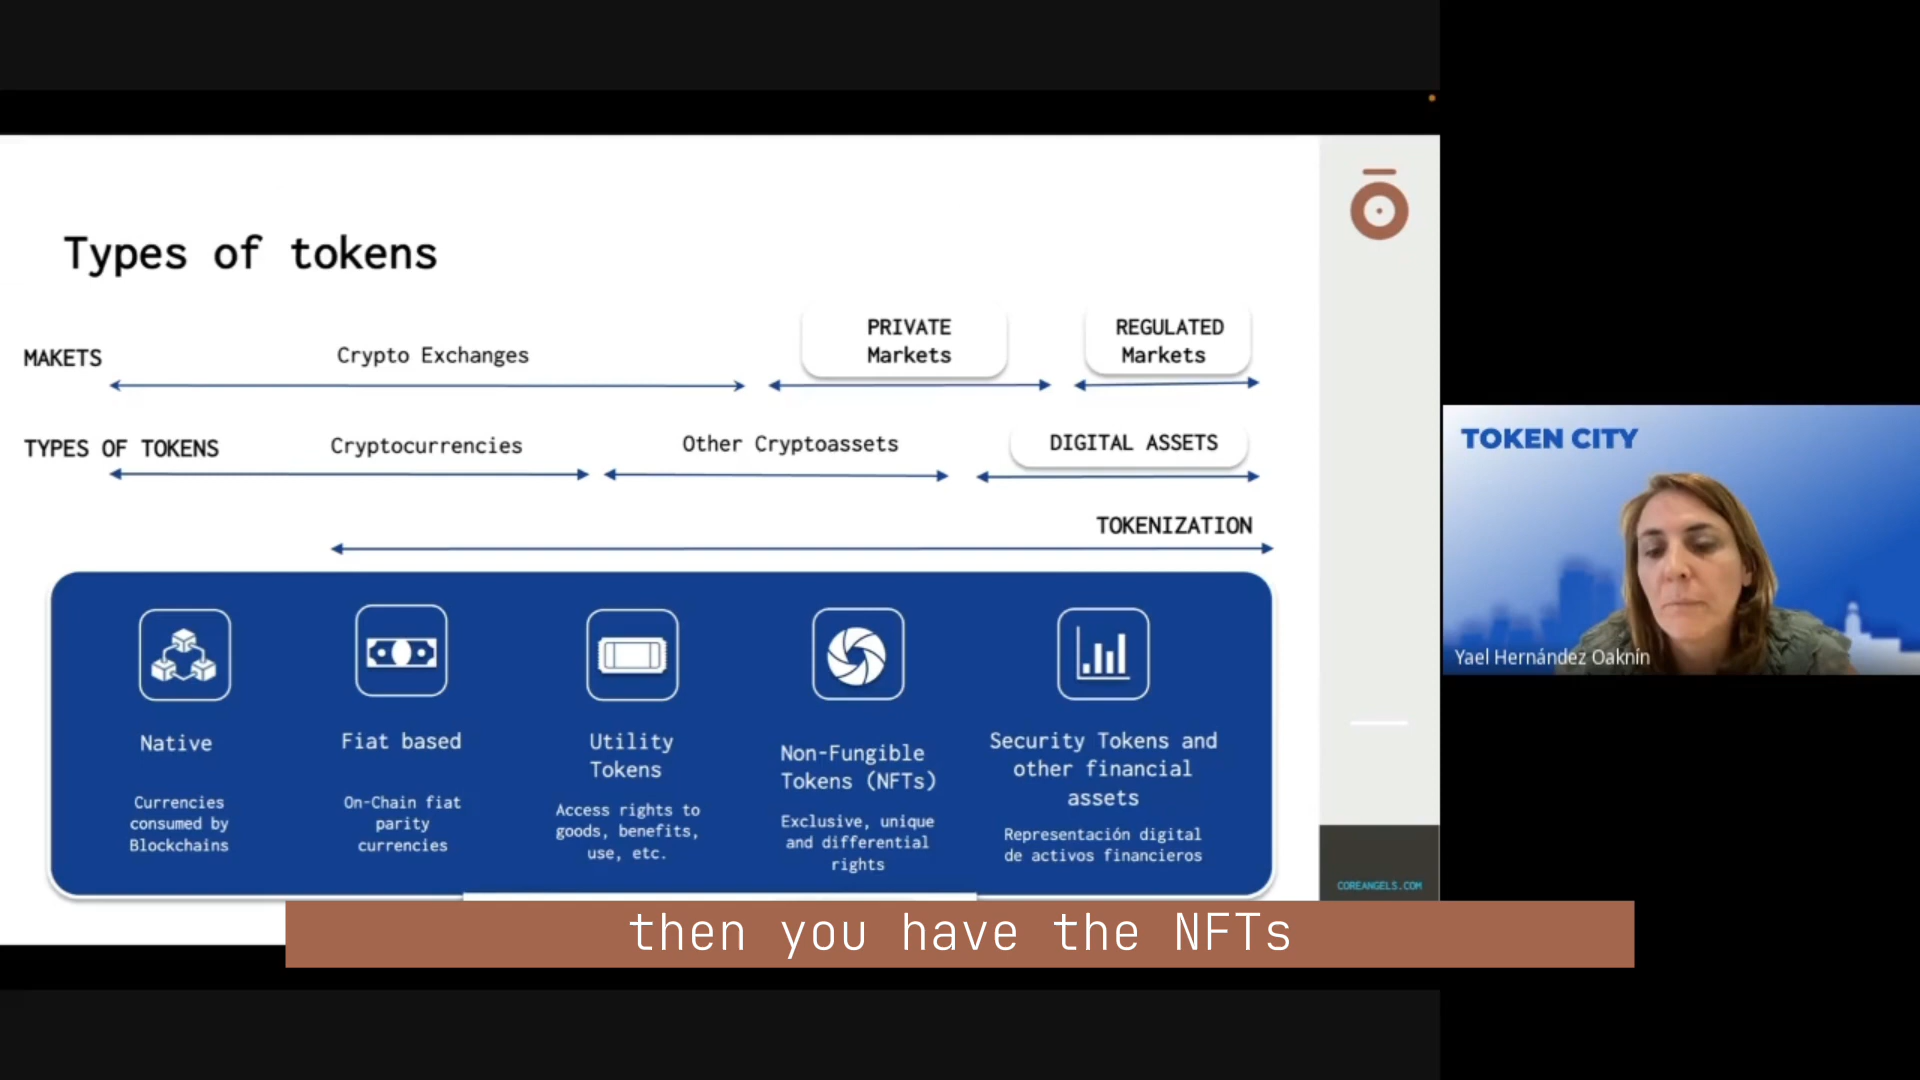 Types of tokens
MAKETS
Crypto Exchanges
PRIVATE
Markets
REGULATED
Markets
TYPES OF TOKENS
Cryptocurrencies
Other Cryptoassets
DIGITAL ASSETS
TOKENIZATION
Native
Currencies
consumed by
Blockchains
Fiat based
On-Chain fiat
parity
currencies
Utility
Tokens
Access rights to
goods, benefits,
use, etc.
Non-Fungible
Tokens (NFTs)
Exclusive, unique
and differential
rights
Security Tokens and
other financial
assets
Representación digital
de activos financieros
COREANGELS.COM
TOKEN CITY
Yael Hernández Oaknín
then you have the NFTs